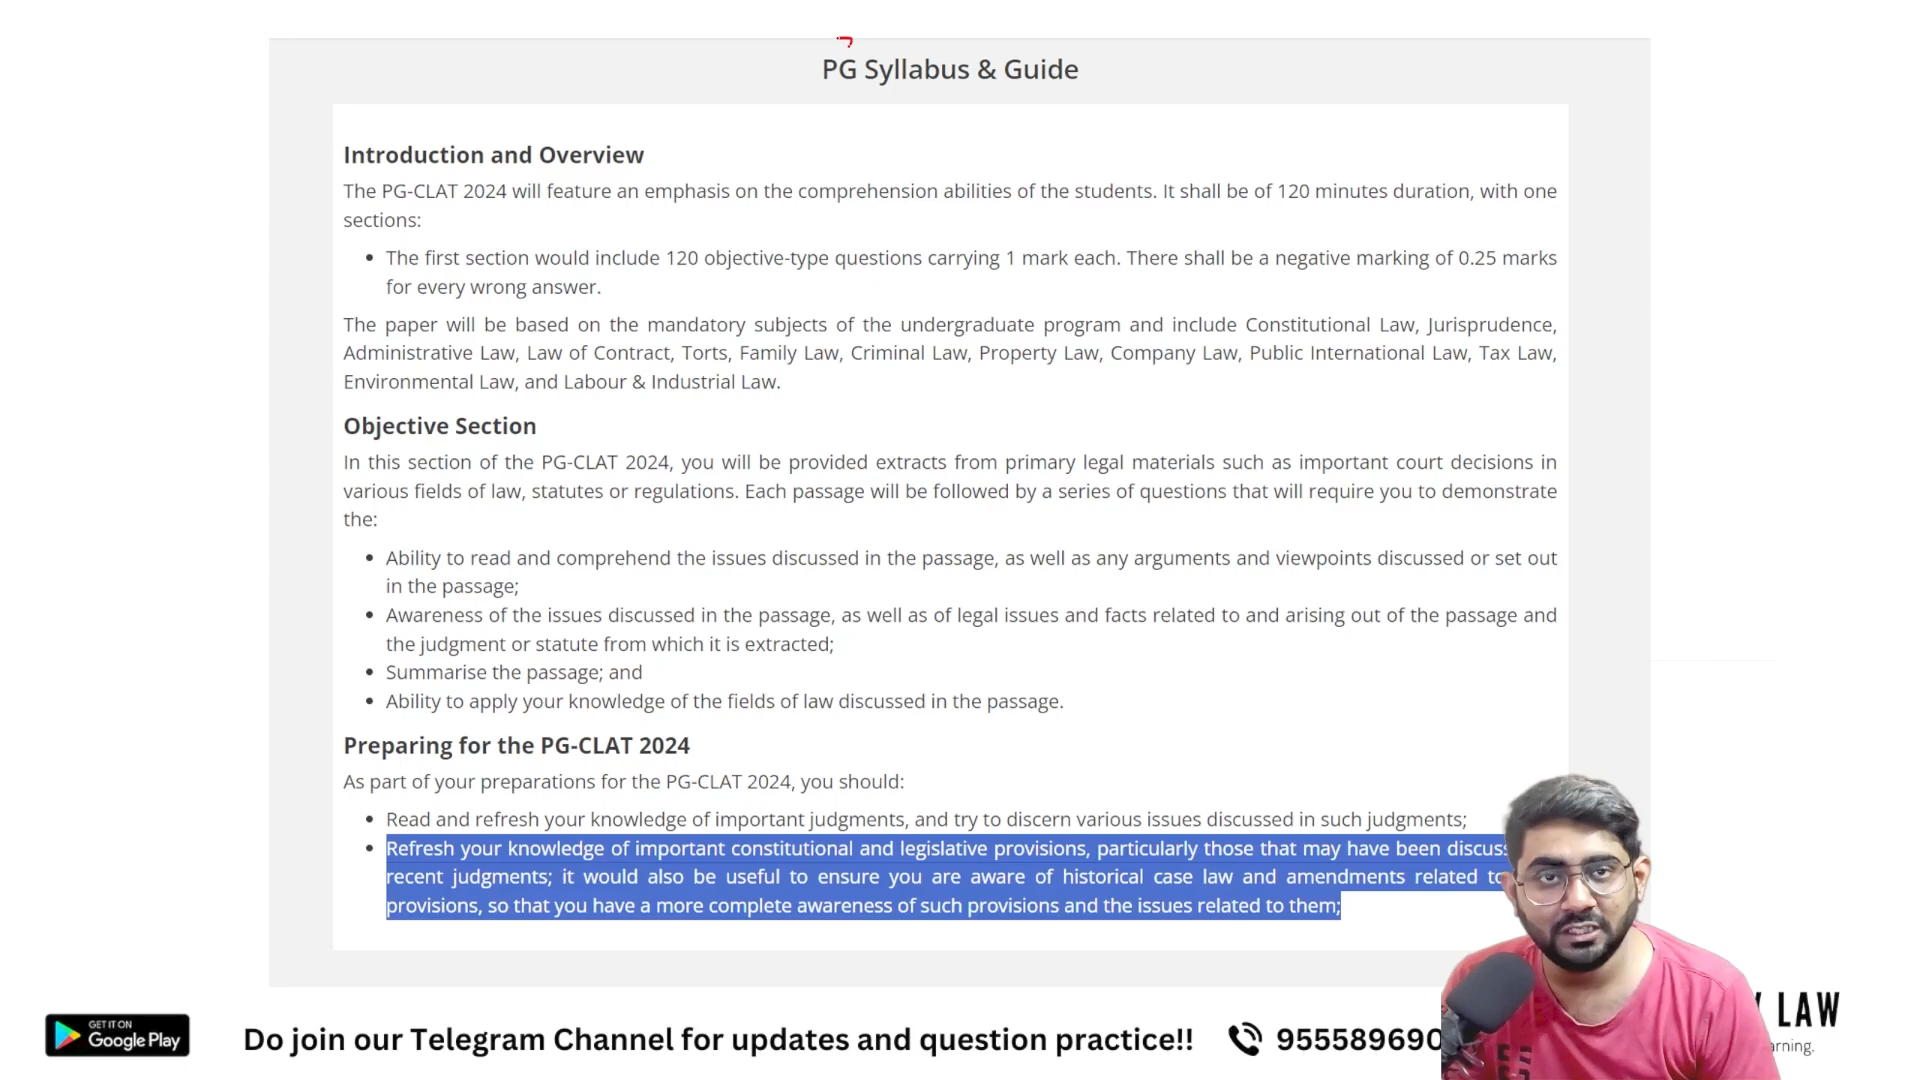 PG Syllabus & Guide
Introduction and Overview
The PG-CLAT 2024 will feature an emphasis on the comprehension abilities of the students. It shall be of 120 minutes duration, with one
sections:
• The first section would include 120 objective-type questions carrying 1 mark each. There shall be a negative marking of 0.25 marks
for every wrong answer.
The paper will be based on the mandatory subjects of the undergraduate program and include Constitutional Law, Jurisprudence,
Administrative Law, Law of Contract, Torts, Family Law, Criminal Law, Property Law, Company Law, Public International Law, Tax Law,
Environmental Law, and Labour & Industrial Law.
Objective Section
In this section of the PG-CLAT 2024, you will be provided extracts from primary legal materials such as important court decisions in
various fields of law, statutes or regulations. Each passage will be followed by a series of questions that will require you to demonstrate
the:
• Ability to read and comprehend the issues discussed in the passage, as well as any arguments and viewpoints discussed or set out
in the passage;
• Awareness of the issues discussed in the passage, as well as of legal issues and facts related to and arising out of the passage and
the judgment or statute from which it is extracted;
• Summarise the passage; and
• Ability to apply your knowledge of the fields of law discussed in the passage.
Preparing for the PG-CLAT 2024
As part of your preparations for the PG-CLAT 2024, you should:
• Read and refresh your knowledge of important judgments, and try to discern various issues discussed in such judgments;
• Refresh your knowledge of important constitutional and legislative provisions, particularly those that may have been
recent judgments; it would also be useful to ensure you are aware of historical case law and amendments related
provisions, so that you have a more complete awareness of such provisions and the issues related to them;
GET IT ON
Google Play
Do join our Telegram Channel for updates and question practice!! 95558969
LAW